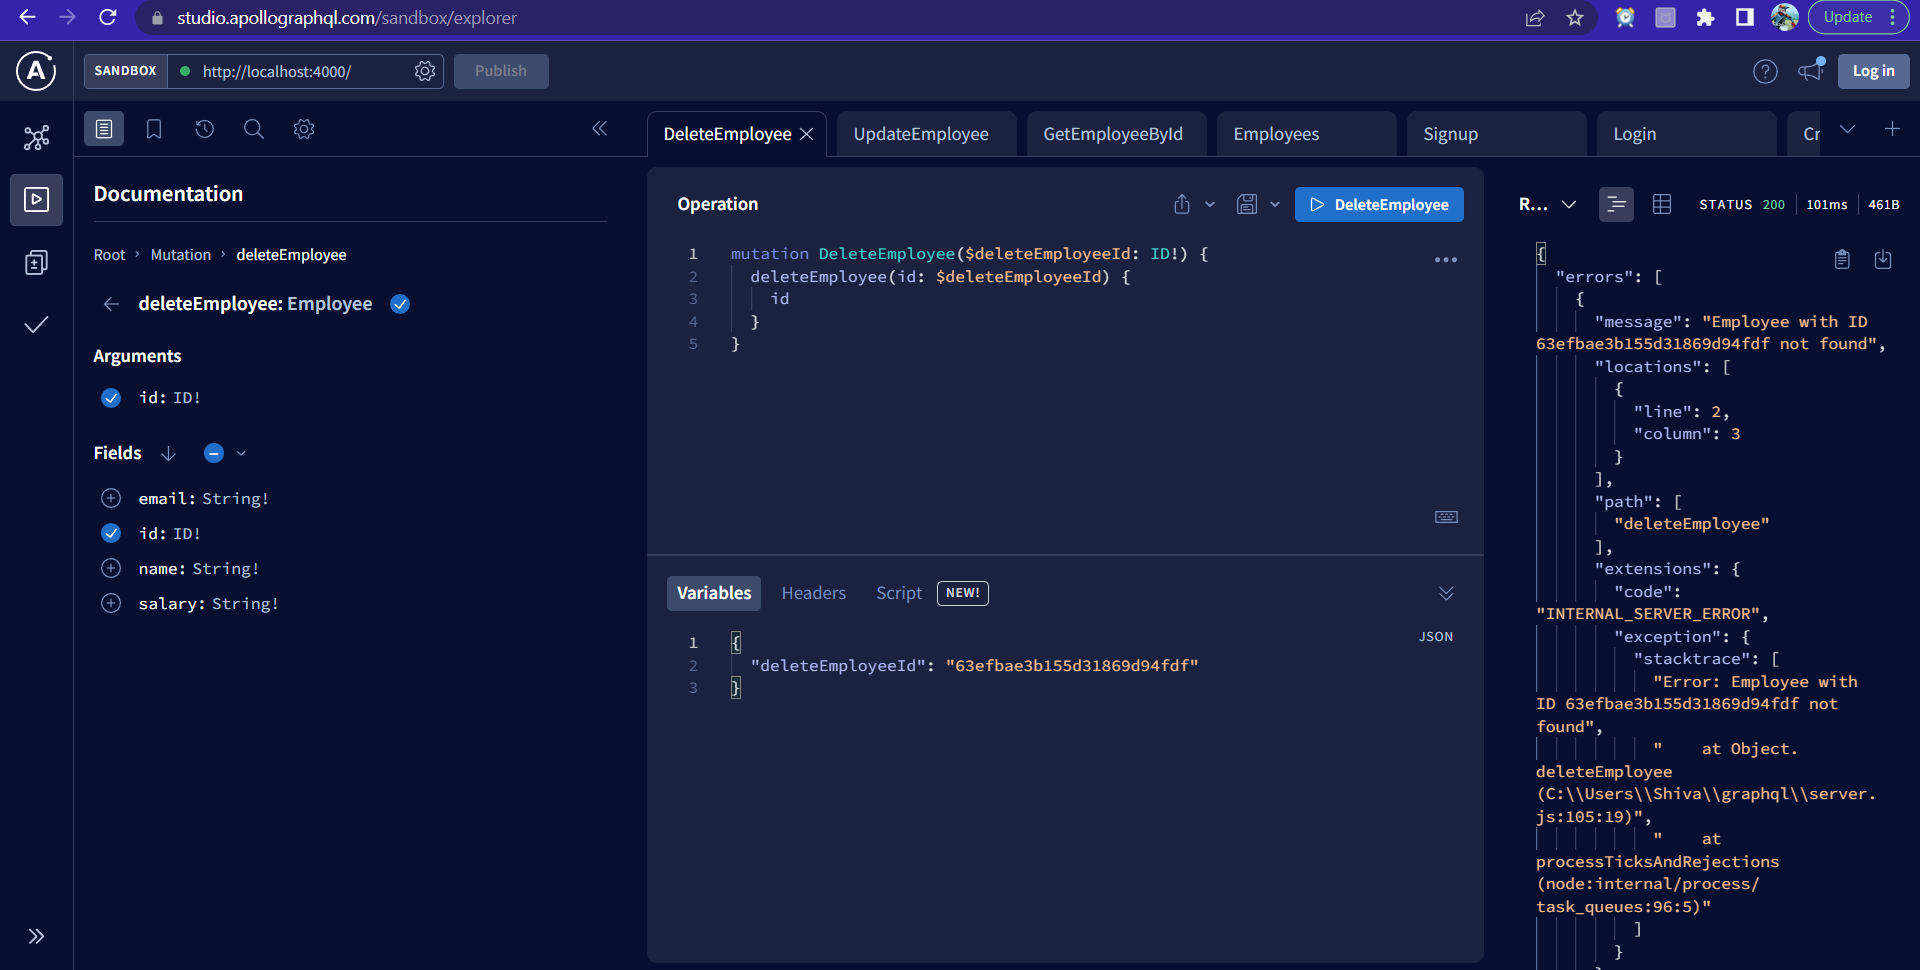 studio.apollographql.com/sandbox/explorer
Update
SANDBOX
http://localhost:4000/
Publish
Log in
DeleteEmployee
UpdateEmployee
GetEmployeeById
Employees
Signup
Login
Cr
Documentation
Root › Mutation › deleteEmployee
deleteEmployee: Employee
Arguments
id: ID!
Fields
email: String!
id: ID!
name: String!
salary: String!
Operation
DeleteEmployee
1 mutation DeleteEmployee($deleteEmployeeId: ID!) {
2 deleteEmployee(id: $deleteEmployeeId) {
3 id
4 }
5 }
Variables
Headers
Script
NEW!
JSON
1 {
2 "deleteEmployeeId": "63efbae3b155d31869d94fdf"
3 }
R...
STATUS 200
101ms
461B
{
"errors": [
{
"message": "Employee with ID
63efbae3b155d31869d94fdf not found",
"locations": [
{
"line": 2,
"column": 3
}
],
"path": [
"deleteEmployee"
],
"extensions": {
"code":
"INTERNAL_SERVER_ERROR",
"exception": {
"stacktrace": [
"Error: Employee with
ID 63efbae3b155d31869d94fdf not
found",
"    at Object.
deleteEmployee
(C:\\Users\\Shiva\\graphql\\server.
js:105:19)",
"    at
processTicksAndRejections
(node:internal/process/
task_queues:96:5)"
]
}